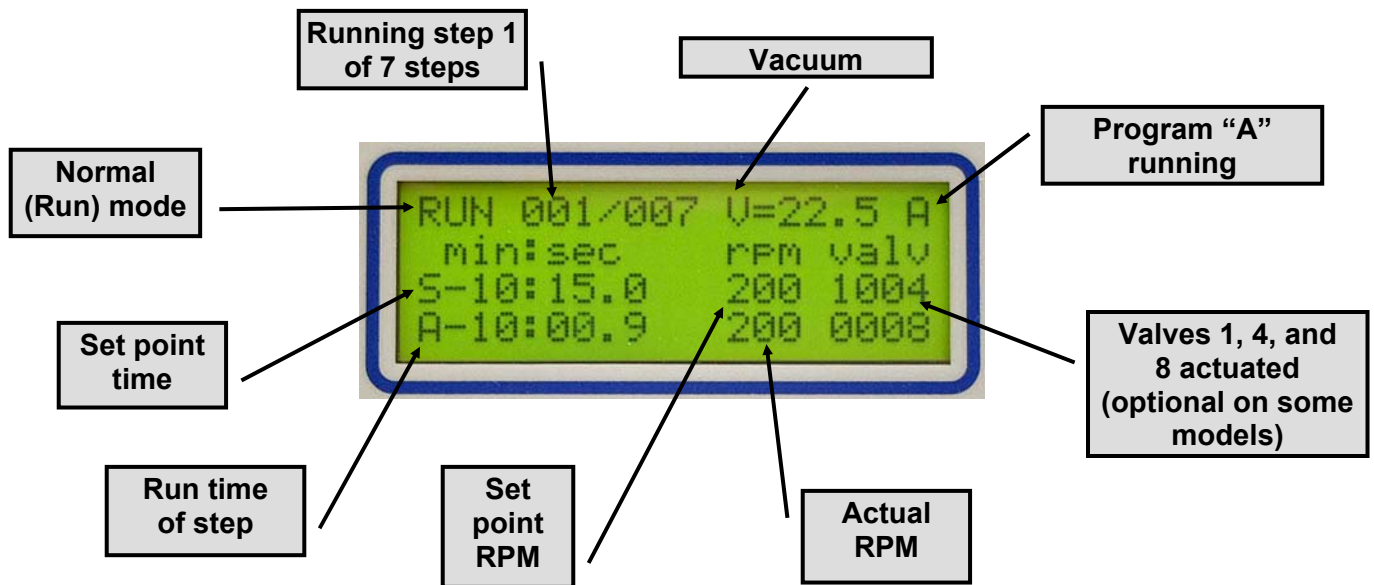 Running step 1
of 7 steps
Vacuum
Program “A”
running
Normal
(Run) mode
RUN 001/007 V=22.5 A
min:sec rpm valv
S-10:15.0 200 1004
A-10:00.9 200 0008
Set point
time
Valves 1, 4, and
8 actuated
(optional on some
models)
Run time
of step
Set
point
RPM
Actual
RPM